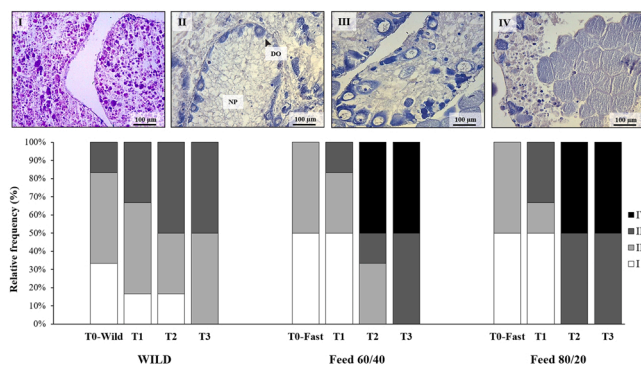 I
II
III
IV
DO
NP
100 µm
100 µm
100 µm
100 µm
Relative frequency (%)
100%
90%
80%
70%
60%
50%
40%
30%
20%
10%
0%
T0-Wild T1 T2 T3
T0-Fast T1 T2 T3
T0-Fast T1 T2 T3
WILD
Feed 60/40
Feed 80/20
II
II
I